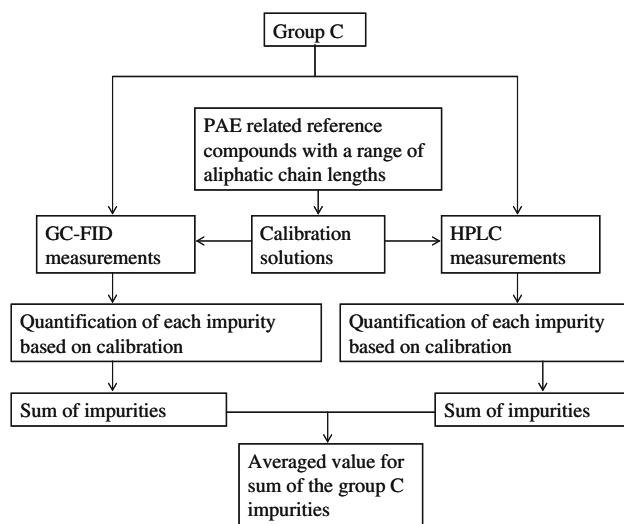 Group C
PAE related reference
compounds with a range of
aliphatic chain lengths
GC-FID
measurements
Calibration
solutions
HPLC
measurements
Quantification of each impurity
based on calibration
Quantification of each impurity
based on calibration
Sum of impurities
Sum of impurities
Averaged value for
sum of the group C
impurities